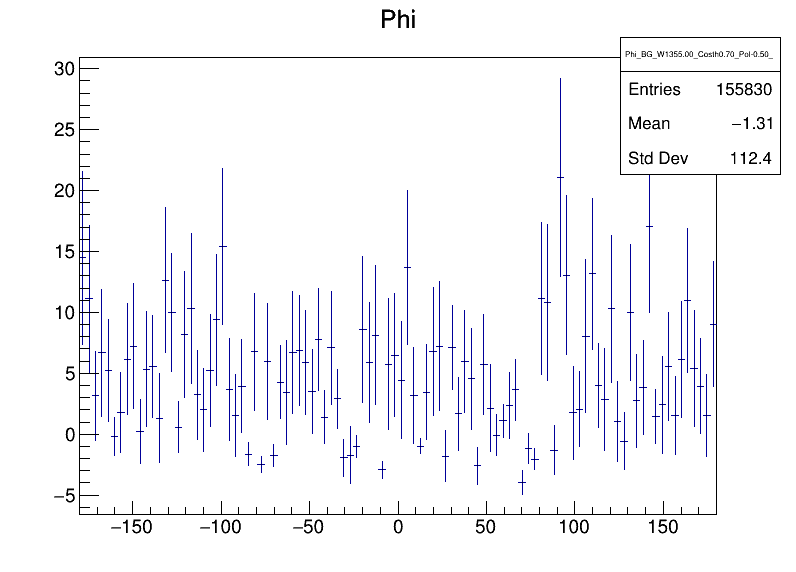 Phi
Phi_BG_W1355.00_Costh0.70_Pol-0.50_
Entries 155830
Mean −1.31
Std Dev 112.4
30
25
20
15
10
5
0
−5
−150 −100 −50 0 50 100 150